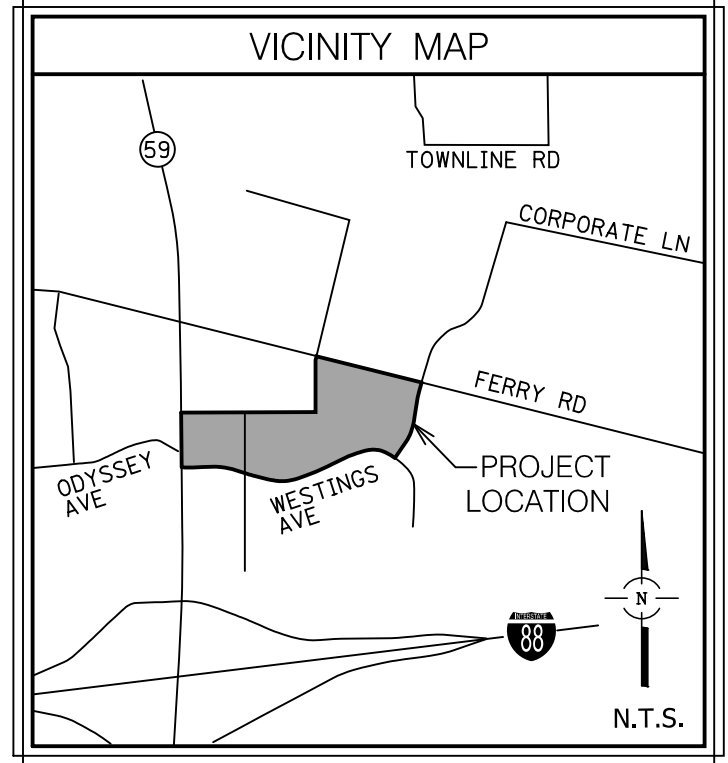 VICINITY MAP
59
TOWNLINE RD
CORPORATE LN
FERRY RD
ODYSSEY
AVE
WESTINGS
AVE
PROJECT
LOCATION
INTERSTATE
88
N
N.T.S.